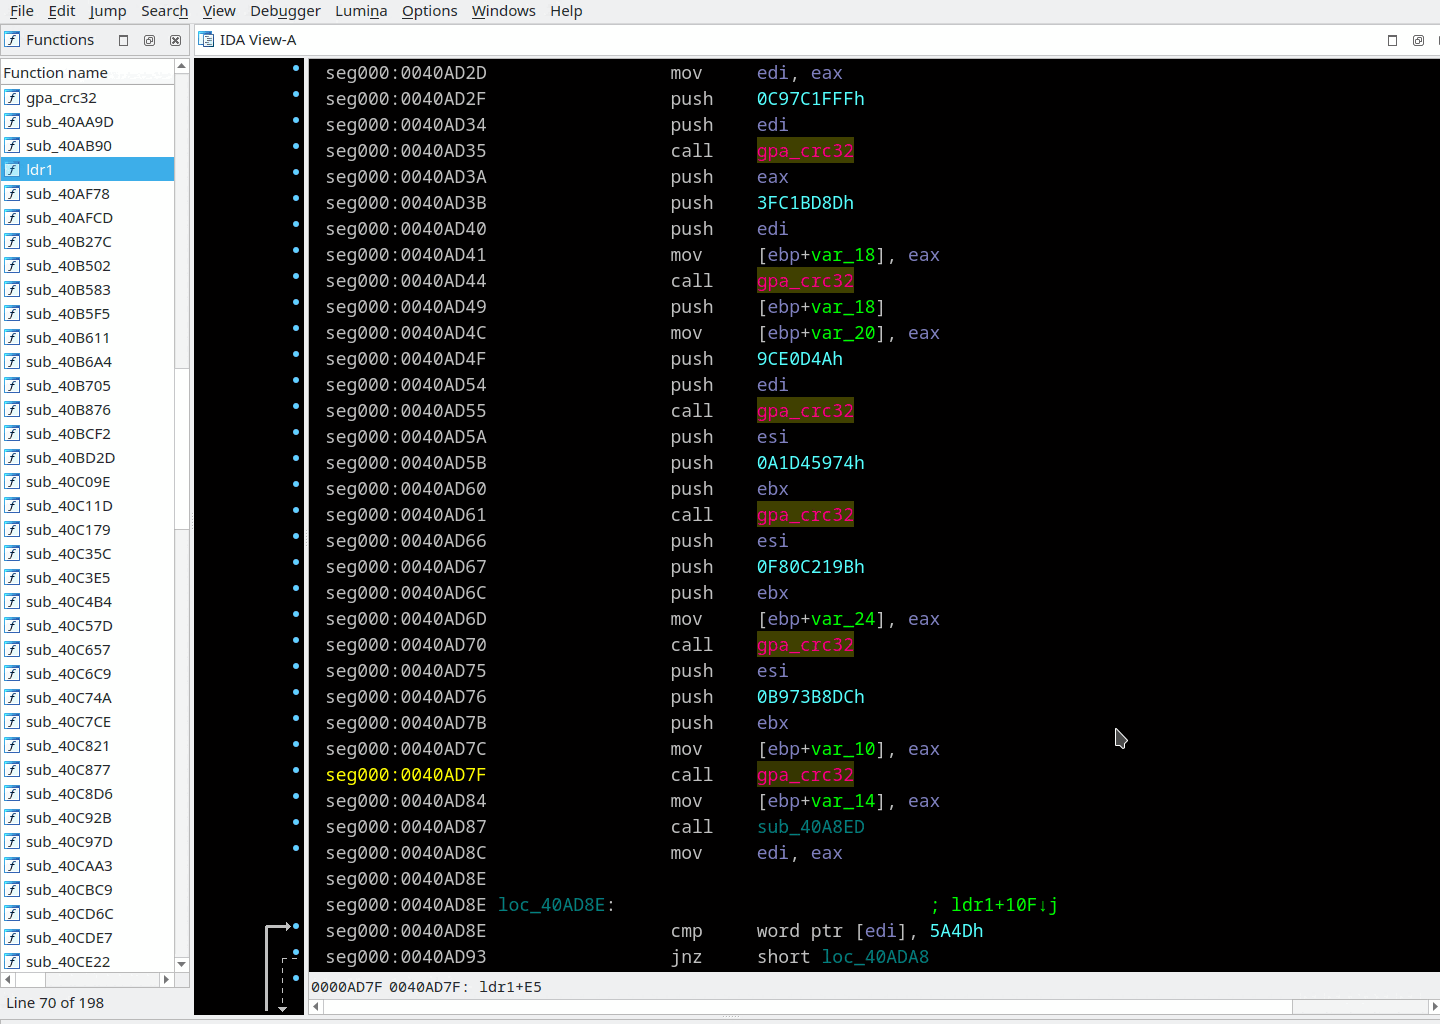 File Edit Jump Search View Debugger Lumina Options Windows Help
Functions
IDA View-A
Function name
gpa_crc32
sub_40AA9D
sub_40AB90
ldr1
sub_40AF78
sub_40AFCD
sub_40B27C
sub_40B502
sub_40B583
sub_40B5F5
sub_40B611
sub_40B6A4
sub_40B705
sub_40B876
sub_40BCF2
sub_40BD2D
sub_40C09E
sub_40C11D
sub_40C179
sub_40C35C
sub_40C3E5
sub_40C4B4
sub_40C57D
sub_40C657
sub_40C6C9
sub_40C74A
sub_40C7CE
sub_40C821
sub_40C877
sub_40C8D6
sub_40C92B
sub_40C97D
sub_40CAA3
sub_40CBC9
sub_40CD6C
sub_40CDE7
sub_40CE22
Line 70 of 198
seg000:0040AD2D mov edi, eax
seg000:0040AD2F push 0C97C1FFFh
seg000:0040AD34 push edi
seg000:0040AD35 call gpa_crc32
seg000:0040AD3A push eax
seg000:0040AD3B push 3FC1BD8Dh
seg000:0040AD40 push edi
seg000:0040AD41 mov [ebp+var_18], eax
seg000:0040AD44 call gpa_crc32
seg000:0040AD49 push [ebp+var_18]
seg000:0040AD4C mov [ebp+var_20], eax
seg000:0040AD4F push 9CE0D4Ah
seg000:0040AD54 push edi
seg000:0040AD55 call gpa_crc32
seg000:0040AD5A push esi
seg000:0040AD5B push 0A1D45974h
seg000:0040AD60 push ebx
seg000:0040AD61 call gpa_crc32
seg000:0040AD66 push esi
seg000:0040AD67 push 0F80C219Bh
seg000:0040AD6C push ebx
seg000:0040AD6D mov [ebp+var_24], eax
seg000:0040AD70 call gpa_crc32
seg000:0040AD75 push esi
seg000:0040AD76 push 0B973B8DCh
seg000:0040AD7B push ebx
seg000:0040AD7C mov [ebp+var_10], eax
seg000:0040AD7F call gpa_crc32
seg000:0040AD84 mov [ebp+var_14], eax
seg000:0040AD87 call sub_40A8ED
seg000:0040AD8C mov edi, eax
seg000:0040AD8E
seg000:0040AD8E loc_40AD8E: ; ldr1+10F↓j
seg000:0040AD8E cmp word ptr [edi], 5A4Dh
seg000:0040AD93 jnz short loc_40ADA8
0000AD7F 0040AD7F: ldr1+E5